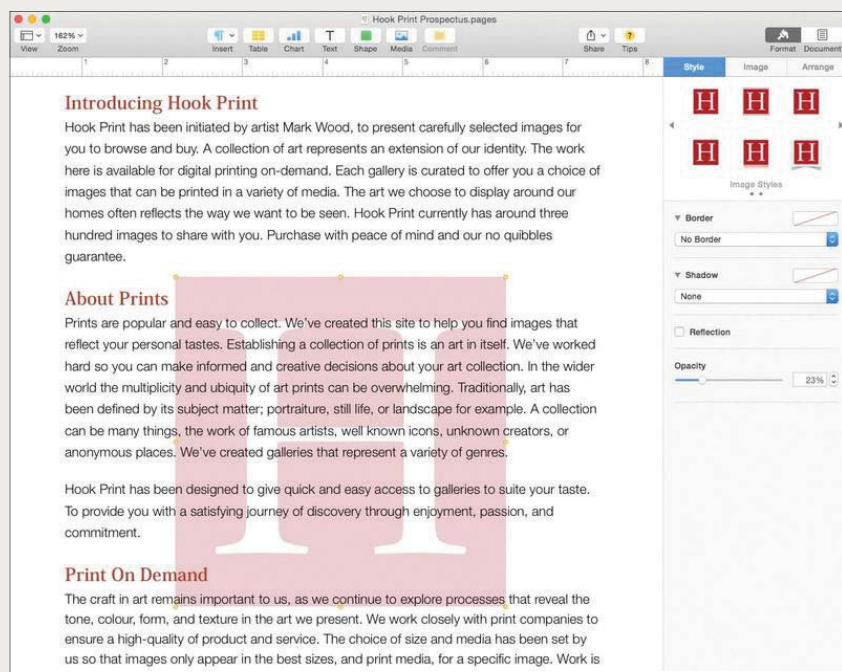 Hook Print Prospectus.pages
162%
View Zoom Insert Table Chart Text Shape Media Comment Share Tips Format Document
1 2 3 4 5 6 7 8
Style Image Arrange
Introducing Hook Print
Hook Print has been initiated by artist Mark Wood, to present carefully selected images for
you to browse and buy. A collection of art represents an extension of our identity. The work
here is available for digital printing on-demand. Each gallery is curated to offer you a choice of
images that can be printed in a variety of media. The art we choose to display around our
homes often reflects the way we want to be seen. Hook Print currently has around three
hundred images to share with you. Purchase with peace of mind and our no quibbles
guarantee.
About Prints
Prints are popular and easy to collect. We've created this site to help you find images that
reflect your personal tastes. Establishing a collection of prints is an art in itself. We've worked
hard so you can make informed and creative decisions about your art collection. In the wider
world the multiplicity and ubiquity of art prints can be overwhelming. Traditionally, art has
been defined by its subject matter; portraiture, still life, or landscape for example. A collection
can be many things, the work of famous artists, well known icons, unknown creators, or
anonymous places. We've created galleries that represent a variety of genres.
Hook Print has been designed to give quick and easy access to galleries to suite your taste.
To provide you with a satisfying journey of discovery through enjoyment, passion, and
commitment.
Print On Demand
The craft in art remains important to us, as we continue to explore processes that reveal the
tone, colour, form, and texture in the art we present. We work closely with print companies to
ensure a high-quality of product and service. The choice of size and media has been set by
us so that images only appear in the best sizes, and print media, for a specific image. Work is
H
H H H
H H H
Image Styles
Border
No Border
Shadow
None
Reflection
Opacity
23%